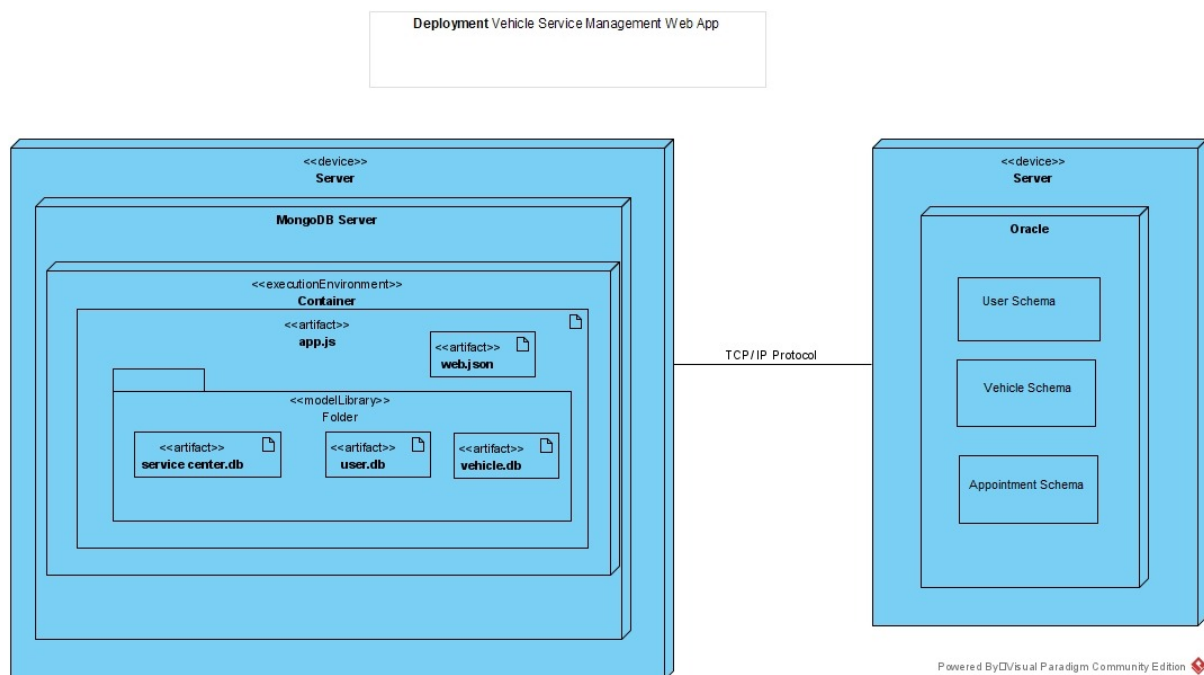 Deployment Vehicle Service Management Web App
<<device>>
Server
MongoDB Server
<<executionEnvironment>>
Container
<<artifact>>
app.js
<<artifact>>
web.json
<<modelLibrary>>
Folder
<<artifact>>
service center.db
<<artifact>>
user.db
<<artifact>>
vehicle.db
TCP/IP Protocol
<<device>>
Server
Oracle
User Schema
Vehicle Schema
Appointment Schema
Powered By□Visual Paradigm Community Edition